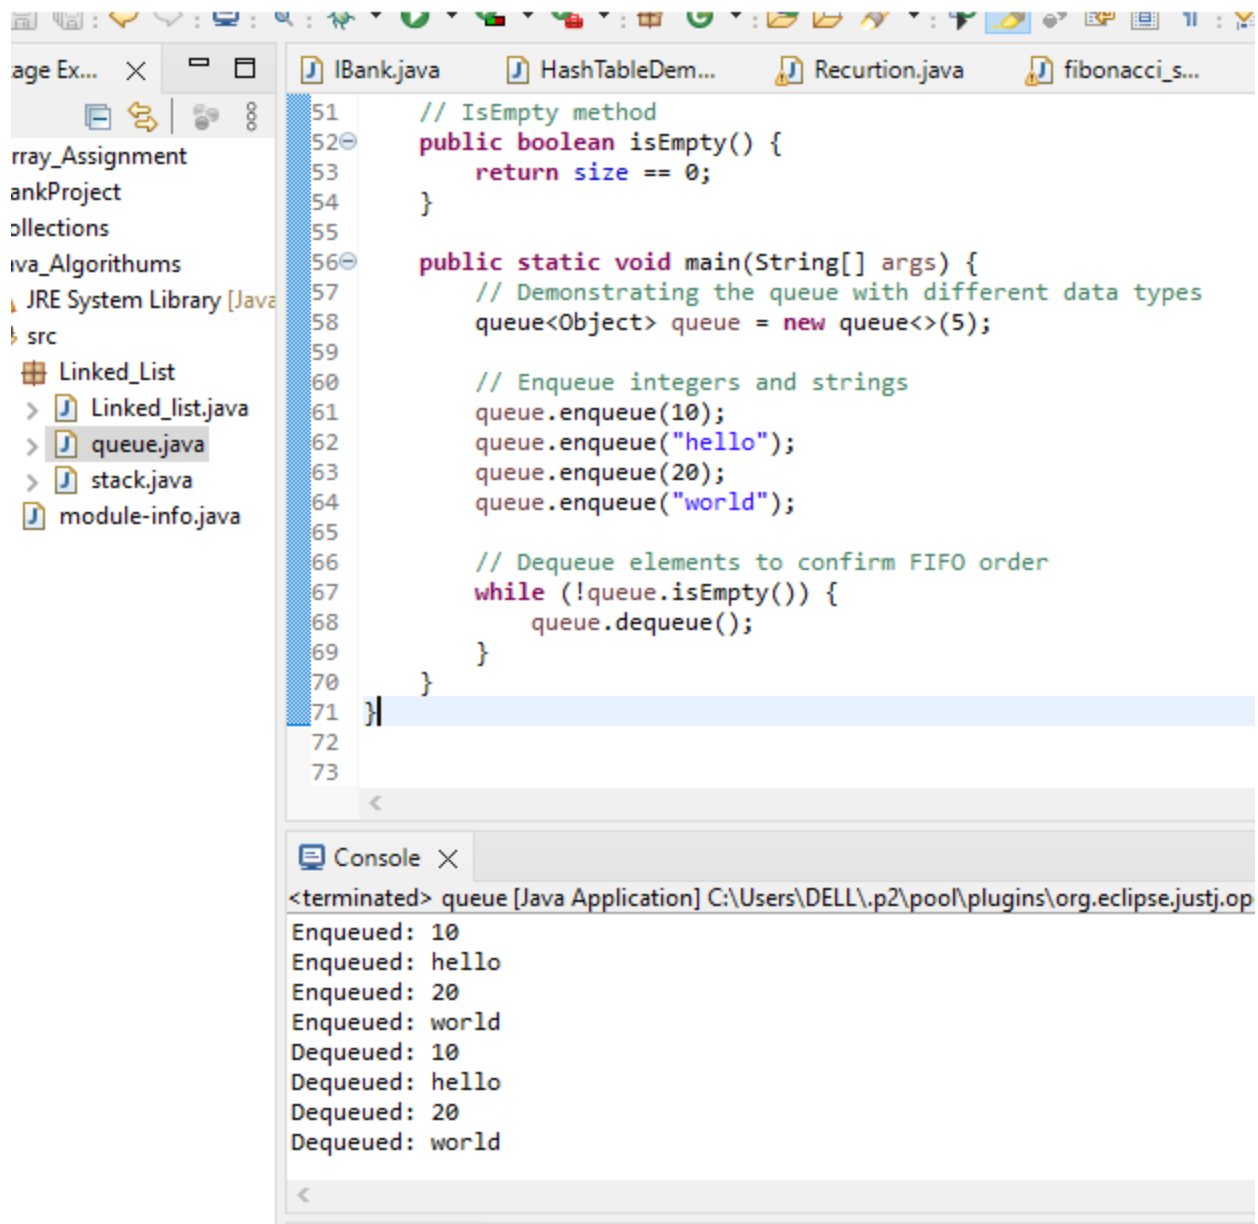 age Ex...
rray_Assignment
ankProject
ollections
va_Algorithums
JRE System Library [Java
src
Linked_List
Linked_list.java
queue.java
stack.java
module-info.java
IBank.java HashTableDem... Recurtion.java fibonacci_s...
51 // IsEmpty method
52 public boolean isEmpty() {
53 return size == 0;
54 }
55
56 public static void main(String[] args) {
57 // Demonstrating the queue with different data types
58 queue<Object> queue = new queue<>(5);
59
60 // Enqueue integers and strings
61 queue.enqueue(10);
62 queue.enqueue("hello");
63 queue.enqueue(20);
64 queue.enqueue("world");
65
66 // Dequeue elements to confirm FIFO order
67 while (!queue.isEmpty()) {
68 queue.dequeue();
69 }
70 }
71 }
72
73
Console
<terminated> queue [Java Application] C:\Users\DELL\.p2\pool\plugins\org.eclipse.justj.op
Enqueued: 10
Enqueued: hello
Enqueued: 20
Enqueued: world
Dequeued: 10
Dequeued: hello
Dequeued: 20
Dequeued: world